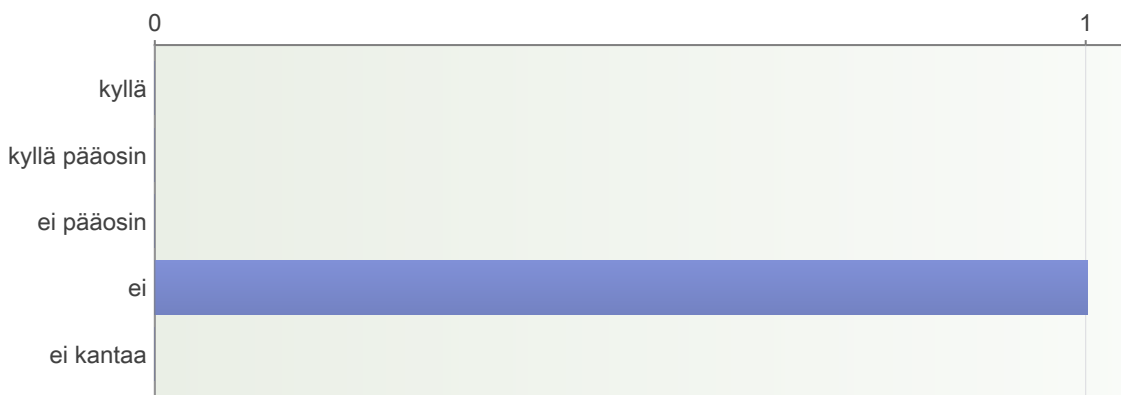 0 1
kyllä
kyllä pääosin
ei pääosin
ei
ei kantaa